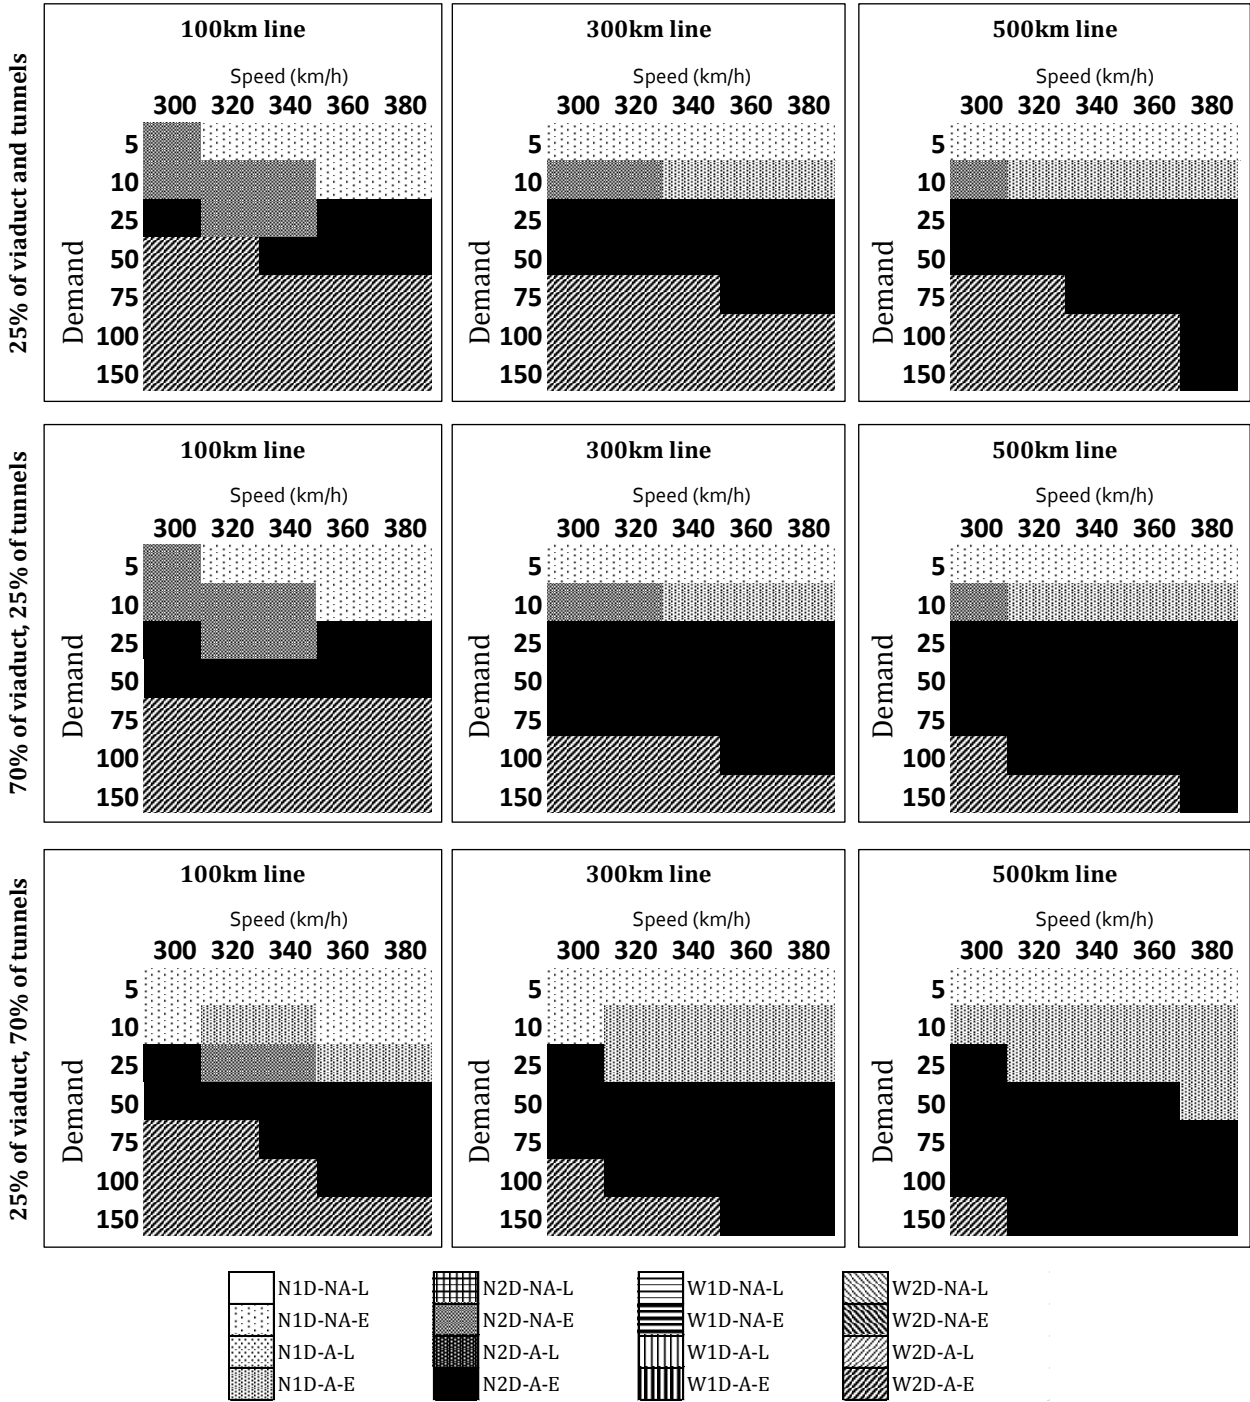 25% of viaduct and tunnels
100km line
Speed (km/h)
300 320 340 360 380
Demand
5
10
25
50
75
100
150
300km line
Speed (km/h)
300 320 340 360 380
Demand
5
10
25
50
75
100
150
500km line
Speed (km/h)
300 320 340 360 380
Demand
5
10
25
50
75
100
150
70% of viaduct, 25% of tunnels
100km line
Speed (km/h)
300 320 340 360 380
Demand
5
10
25
50
75
100
150
300km line
Speed (km/h)
300 320 340 360 380
Demand
5
10
25
50
75
100
150
500km line
Speed (km/h)
300 320 340 360 380
Demand
5
10
25
50
75
100
150
25% of viaduct, 70% of tunnels
100km line
Speed (km/h)
300 320 340 360 380
Demand
5
10
25
50
75
100
150
300km line
Speed (km/h)
300 320 340 360 380
Demand
5
10
25
50
75
100
150
500km line
Speed (km/h)
300 320 340 360 380
Demand
5
10
25
50
75
100
150
N1D-NA-L N2D-NA-L W1D-NA-L W2D-NA-L
N1D-NA-E N2D-NA-E W1D-NA-E W2D-NA-E
N1D-A-L N2D-A-L W1D-A-L W2D-A-L
N1D-A-E N2D-A-E W1D-A-E W2D-A-E